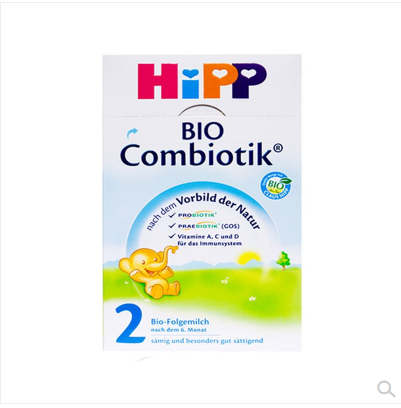 HiPP
BIO
Combiotik®
nach dem Vorbild der Natur
BIO
PROBIOTIK®
PRAEBIOTIK® (GOS)
Vitamine A, C und D
für das Immunsystem
2
Bio-Folgemilch
nach dem 6. Monat
sämig und besonders gut sättigend